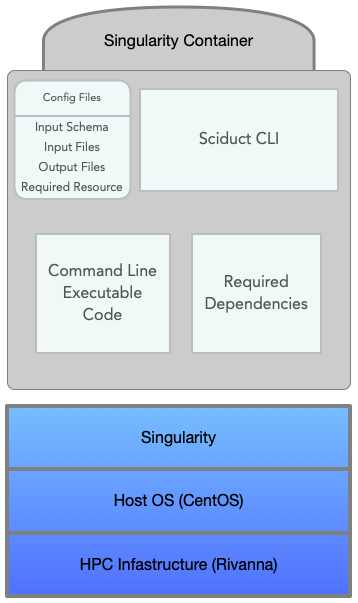 Singularity Container
Config Files
Input Schema
Input Files
Output Files
Required Resource
Sciduct CLI
Command Line
Executable
Code
Required
Dependencies
Singularity
Host OS (CentOS)
HPC Infastructure (Rivanna)